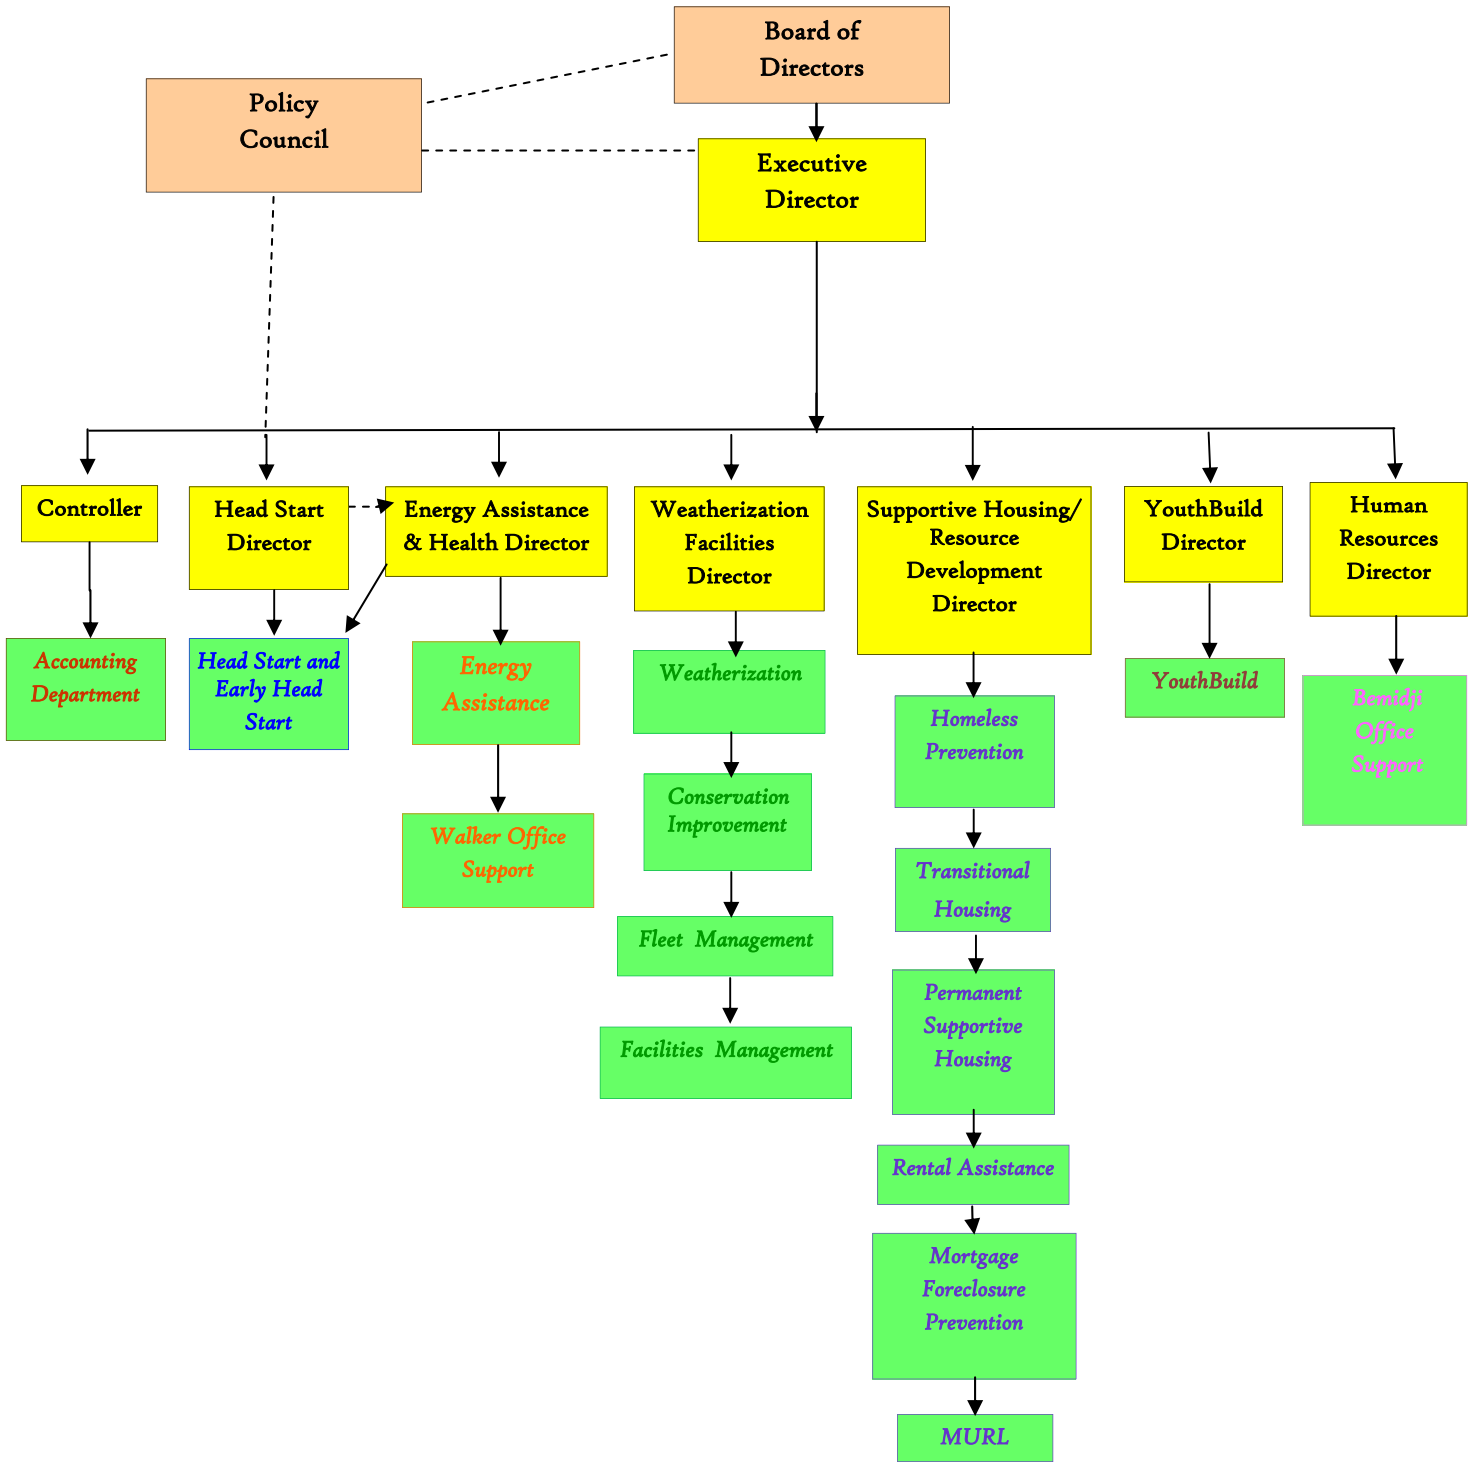 Board of
Directors
Policy
Council
Executive
Director
Controller
Head Start
Director
Energy Assistance
& Health Director
Weatherization
Facilities
Director
Supportive Housing/
Resource
Development
Director
YouthBuild
Director
Human
Resources
Director
Accounting
Department
Head Start and
Early Head
Start
Energy
Assistance
Walker Office
Support
Weatherization
Conservation
Improvement
Fleet Management
Facilities Management
Homeless
Prevention
Transitional
Housing
Permanent
Supportive
Housing
Rental Assistance
Mortgage
Foreclosure
Prevention
MURL
YouthBuild
Bemidji
Office
Support